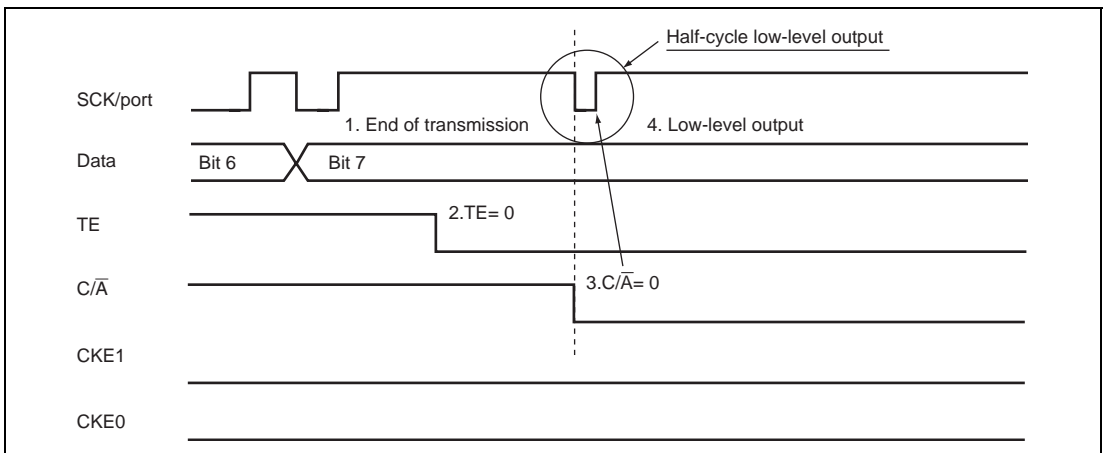 Half-cycle low-level output
SCK/port
1. End of transmission
4. Low-level output
Data
Bit 6
Bit 7
TE
2.TE= 0
C/A̅
3.C/A̅= 0
CKE1
CKE0